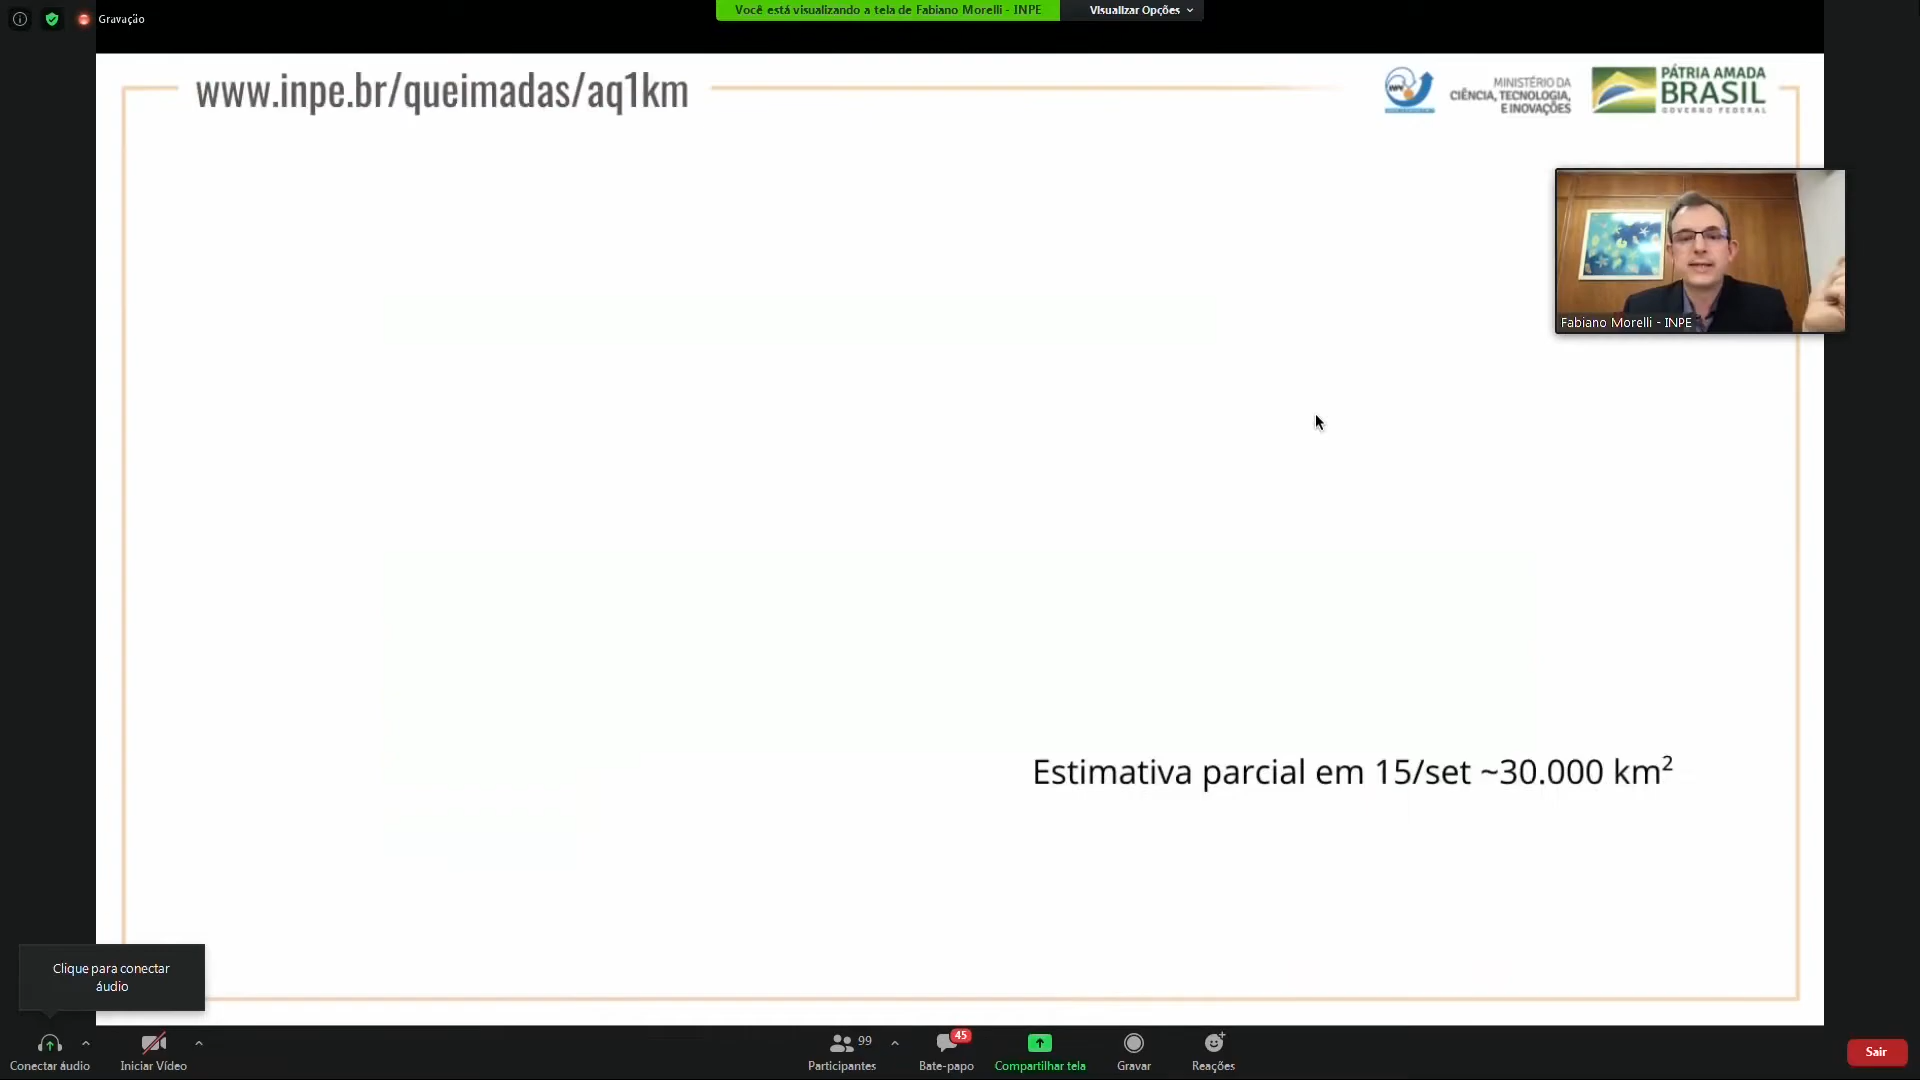 Gravação
Você está visualizando a tela de Fabiano Morelli - INPE
Visualizar Opções
www.inpe.br/queimadas/aq1km
INPE
MINISTÉRIO DA
CIÊNCIA, TECNOLOGIA,
E INOVAÇÕES
PÁTRIA AMADA
BRASIL
GOVERNO FEDERAL
Fabiano Morelli - INPE
Estimativa parcial em 15/set ~30.000 km²
Clique para conectar
áudio
Conectar áudio
Iniciar Vídeo
99
Participantes
45
Bate-papo
Compartilhar tela
Gravar
Reações
Sair